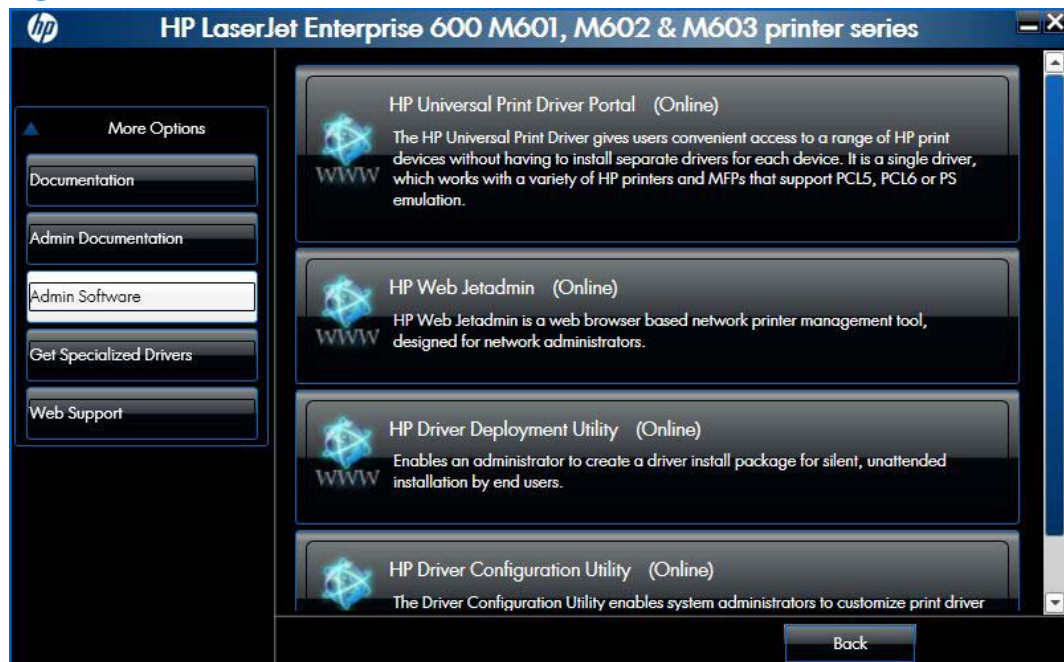 hp
HP LaserJet Enterprise 600 M601, M602 & M603 printer series
More Options
Documentation
Admin Documentation
Admin Software
Get Specialized Drivers
Web Support
HP Universal Print Driver Portal (Online)
The HP Universal Print Driver gives users convenient access to a range of HP print
devices without having to install separate drivers for each device. It is a single driver,
which works with a variety of HP printers and MFPs that support PCL5, PCL6 or PS
emulation.
WWW
HP Web Jetadmin (Online)
HP Web Jetadmin is a web browser based network printer management tool,
designed for network administrators.
WWW
HP Driver Deployment Utility (Online)
Enables an administrator to create a driver install package for silent, unattended
installation by end users.
WWW
HP Driver Configuration Utility (Online)
The Driver Configuration Utility enables system administrators to customize print driver
Back